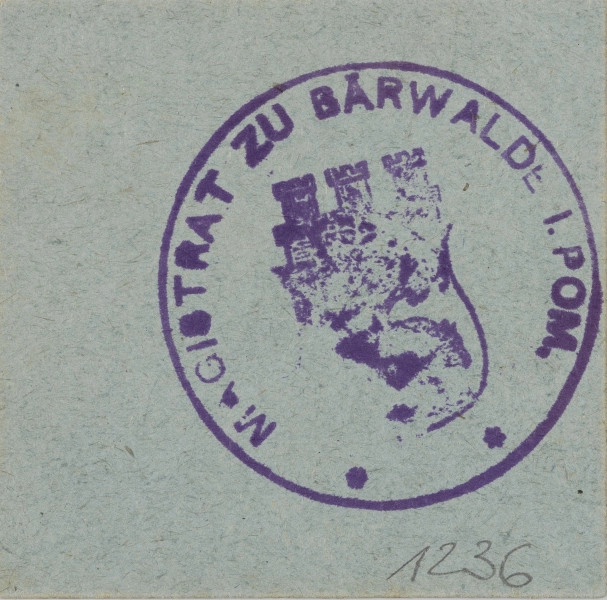 MAGISTRAT ZU BÄRWALDE I. POM.
1236